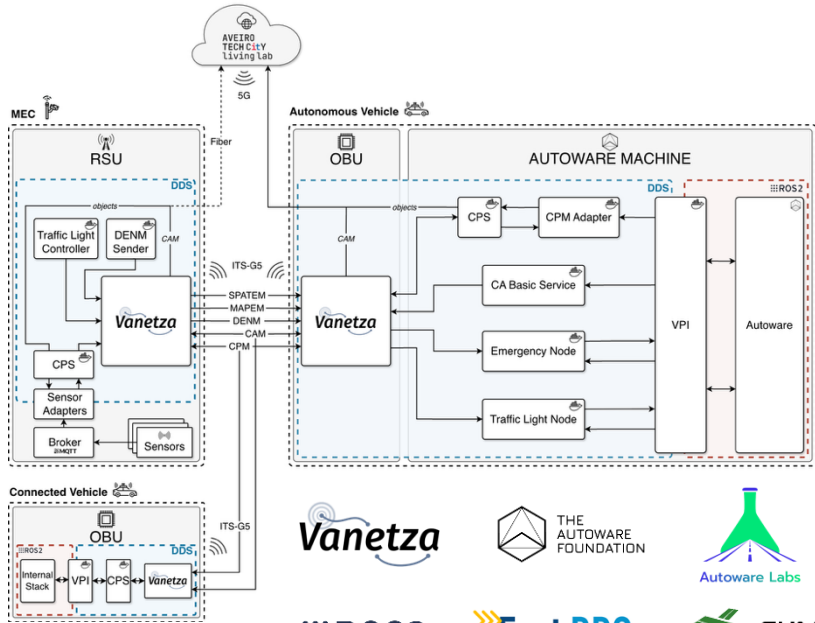 AVEIRO
TECH CiTY
living lab
5G
MEC
Autonomous Vehicle
Fiber
RSU
OBU
AUTOWARE MACHINE
DDS
DDS
ROS2
objects
objects
Traffic Light
Controller
DENM
Sender
CAM
CAM
CPS
CPM Adapter
ITS-G5
Vanetza
SPATEM
MAPEM
DENM
CAM
CPM
Vanetza
CA Basic Service
VPI
Autoware
Emergency Node
CPS
Sensor
Adapters
Traffic Light Node
Broker
MQTT
Sensors
Connected Vehicle
OBU
ITS-G5
ROS2
DDS
Internal
Stack
VPI
CPS
Vanetza
Vanetza
THE
AUTOWARE
FOUNDATION
Autoware Labs